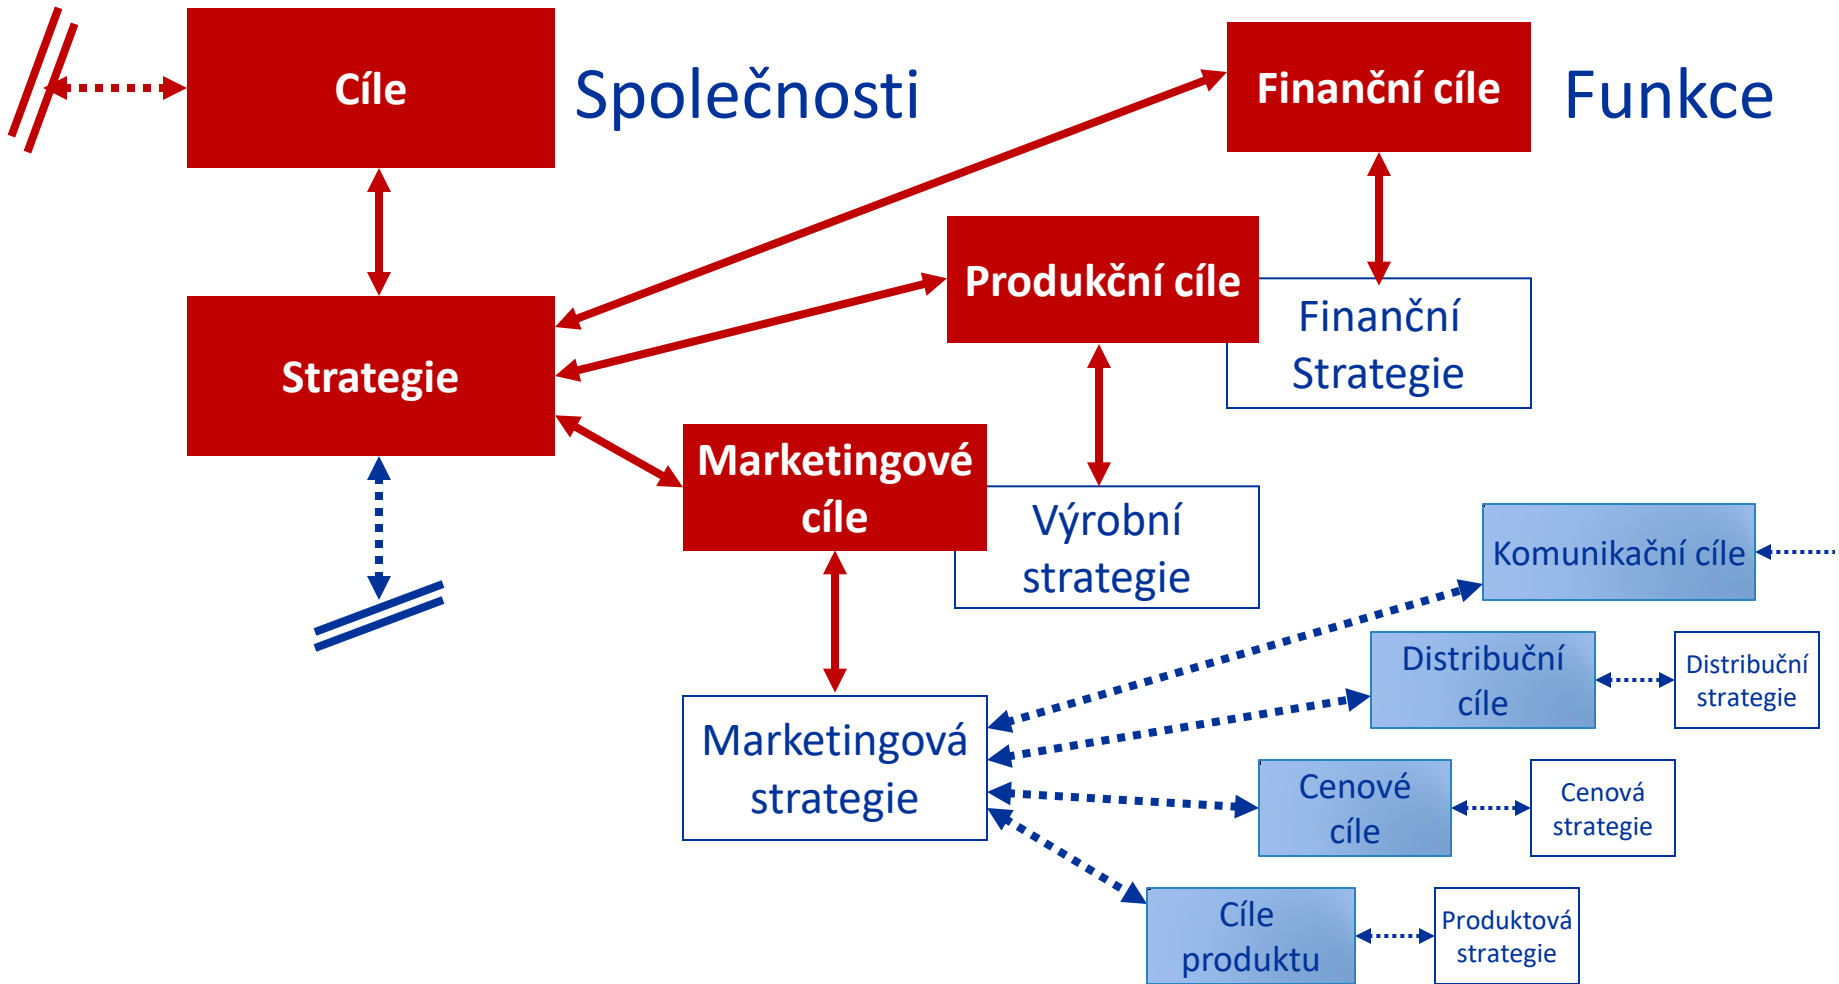 Cíle
Společnosti
Finanční cíle
Funkce
Produkční cíle
Finanční
Strategie
Strategie
Marketingové
cíle
Výrobní
strategie
Komunikační cíle
Distribuční
cíle
Distribuční
strategie
Marketingová
strategie
Cenové
cíle
Cenová
strategie
Cíle
produktu
Produktová
strategie